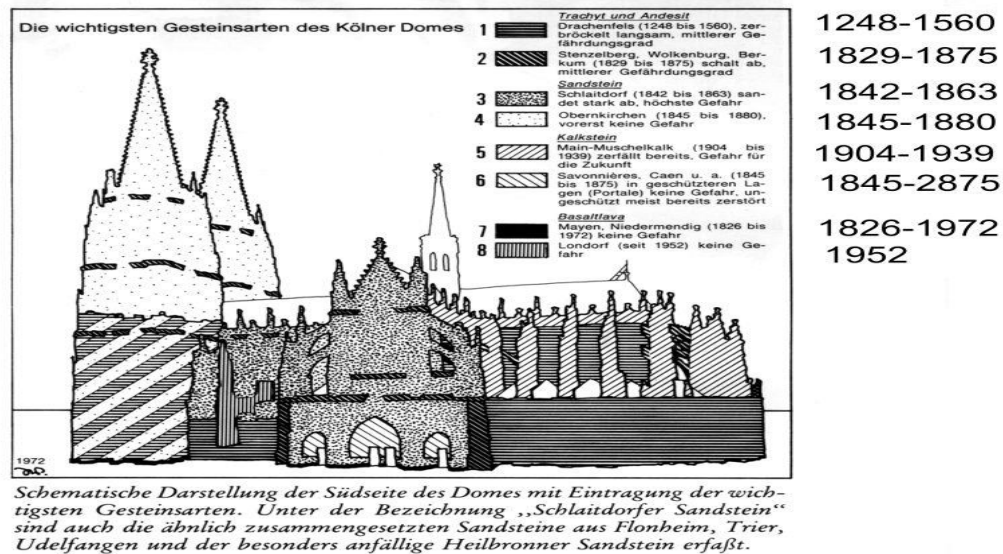 Die wichtigsten Gesteinsarten des Kölner Domes
Trachyt und Andesit
1 Drachenfels (1248 bis 1560), zer-
bröckelt langsam, mittlerer Ge-
fährdungsgrad
2 Stenzelberg, Wolkenburg, Ber-
kum (1829 bis 1875) schalt ab,
mittlerer Gefährdungsgrad
Sandstein
3 Schlaitdorf (1842 bis 1863) san-
det stark ab, höchste Gefahr
4 Obernkirchen (1845 bis 1880),
vorerst keine Gefahr
Kalkstein
5 Main-Muschelkalk (1904 bis
1939) zerfällt bereits, Gefahr für
die Zukunft
6 Savonnières, Caen u. a. (1845
bis 1875) in geschützteren La-
gen (Portale) keine Gefahr, un-
geschützt meist bereits zerstört
Basaltlava
7 Mayen, Niedermendig (1826 bis
1972) keine Gefahr
8 Londorf (seit 1952) keine Ge-
fahr
1248-1560
1829-1875
1842-1863
1845-1880
1904-1939
1845-2875
1826-1972
1952
1972
Schematische Darstellung der Südseite des Domes mit Eintragung der wich-
tigsten Gesteinsarten. Unter der Bezeichnung „Schlaitdorfer Sandstein“
sind auch die ähnlich zusammengesetzten Sandsteine aus Flonheim, Trier,
Udelfangen und der besonders anfällige Heilbronner Sandstein erfaßt.